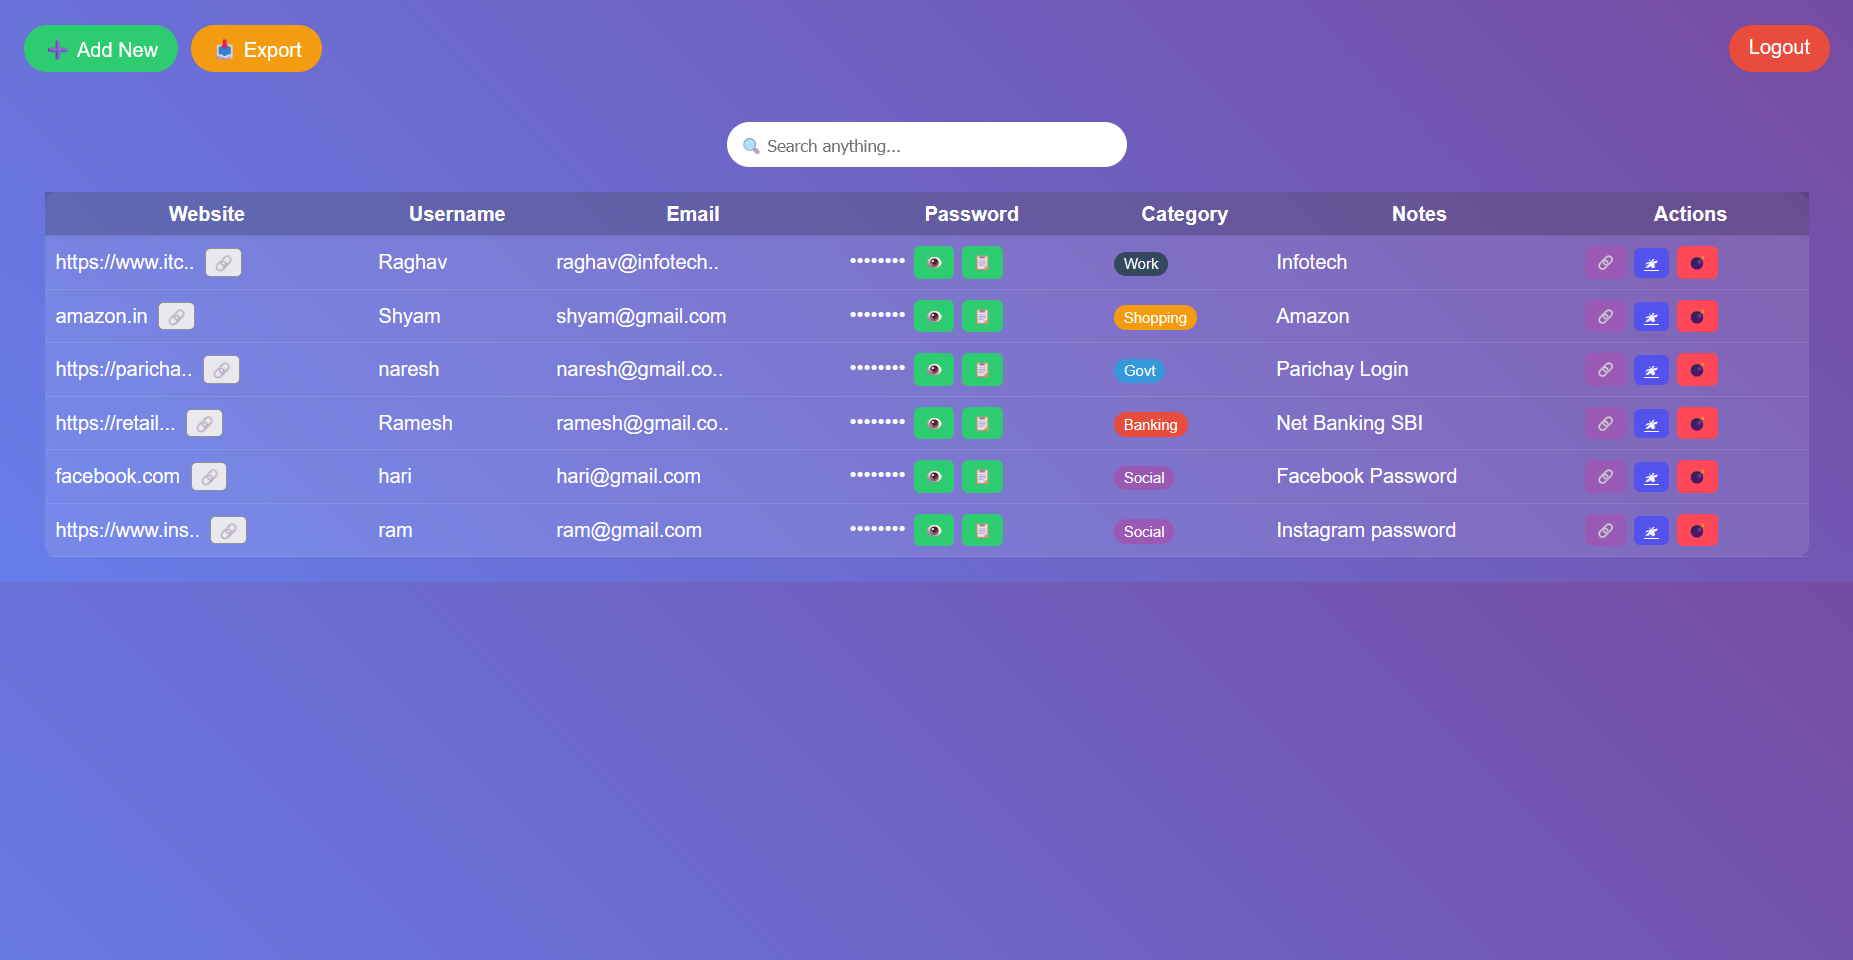 ➕ Add New 📥 Export Logout
🔍 Search anything...
Website Username Email Password Category Notes Actions
https://www.itc.. Raghav raghav@infotech.. •••••••• Work Infotech
amazon.in Shyam shyam@gmail.com •••••••• Shopping Amazon
https://paricha.. naresh naresh@gmail.co.. •••••••• Govt Parichay Login
https://retail... Ramesh ramesh@gmail.co.. •••••••• Banking Net Banking SBI
facebook.com hari hari@gmail.com •••••••• Social Facebook Password
https://www.ins.. ram ram@gmail.com •••••••• Social Instagram password